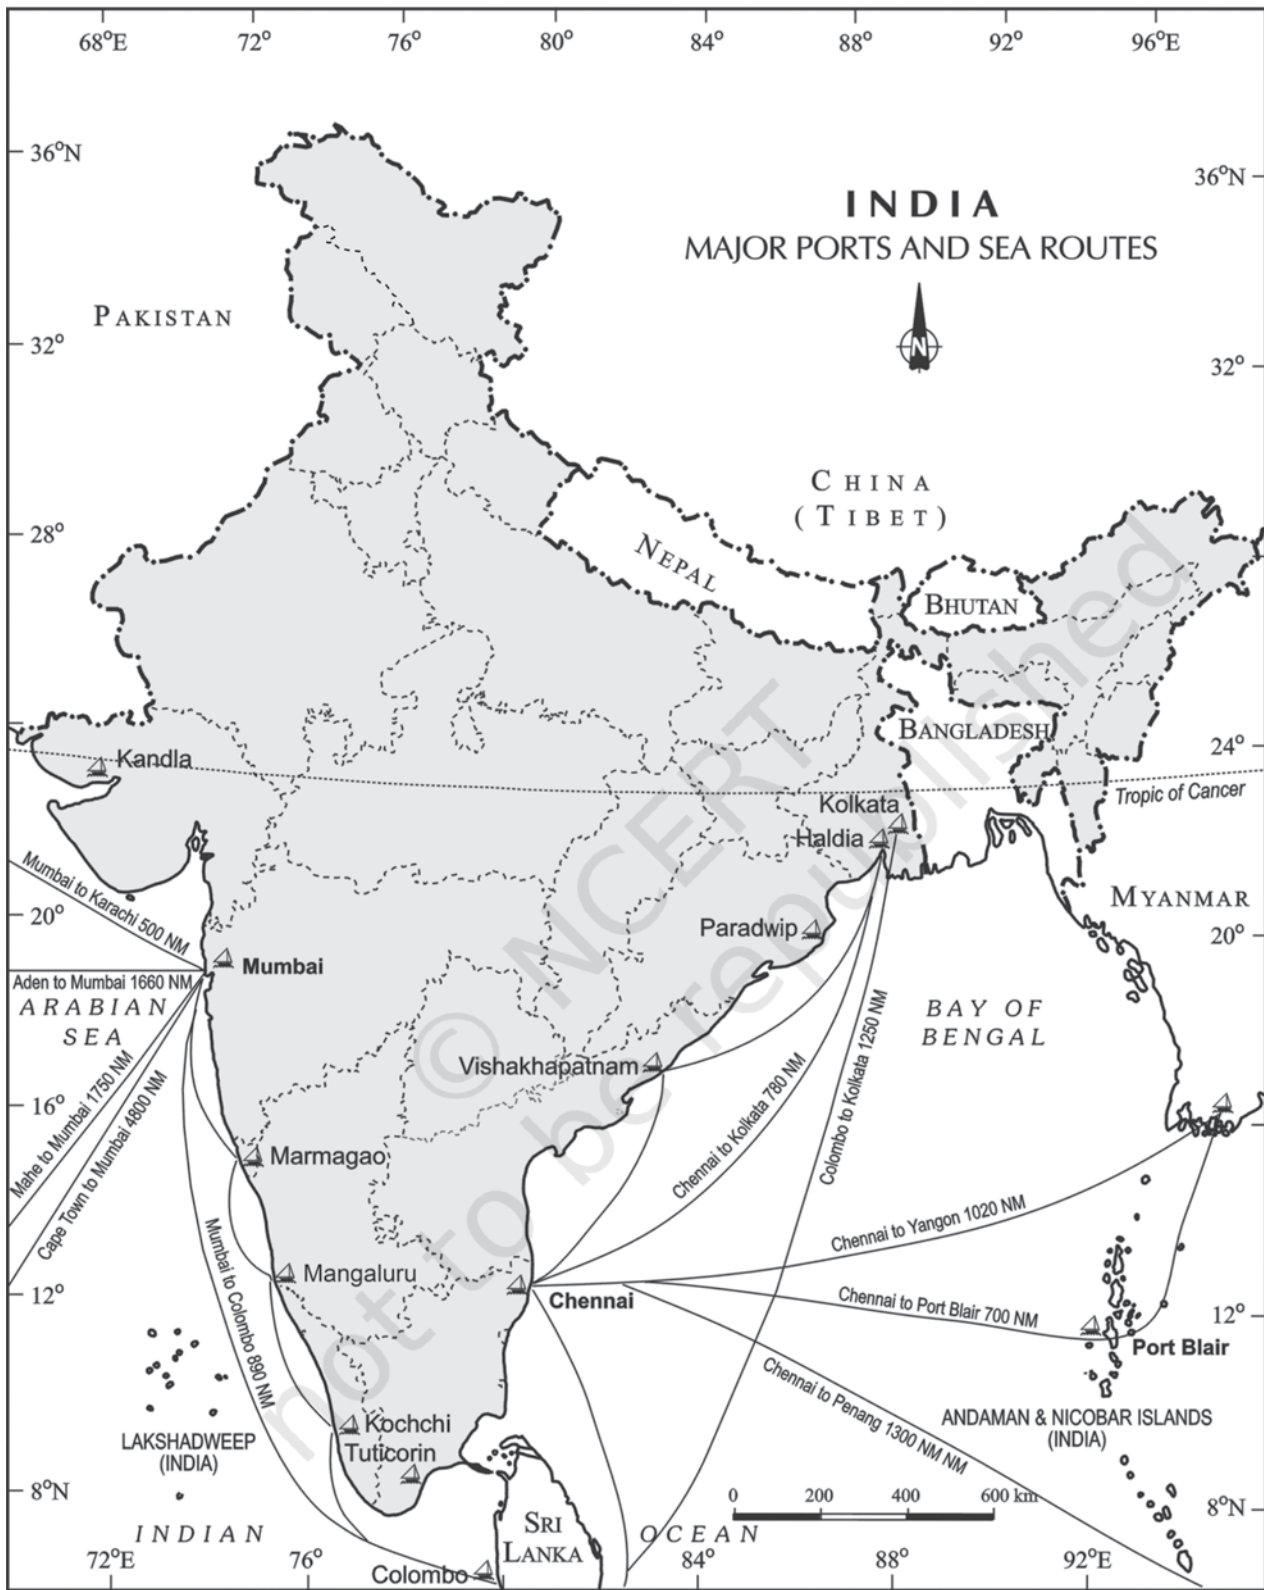 68°E 72° 76° 80° 84° 88° 92° 96°E
36°N
36°N
INDIA
MAJOR PORTS AND SEA ROUTES
N
PAKISTAN
32°
32°
CHINA
(TIBET)
28°
NEPAL
BHUTAN
BANGLADESH
24°
Kandla
Tropic of Cancer
Kolkata
Haldia
MYANMAR
Mumbai to Karachi 500 NM
20°
20°
Paradwip
Mumbai
Aden to Mumbai 1660 NM
ARABIAN
SEA
BAY OF
BENGAL
Vishakhapatnam
Mahe to Mumbai 1750 NM
Cape Town to Mumbai 4800 NM
Chennai to Kolkata 780 NM
Colombo to Kolkata 1250 NM
16°
Marmagao
Mumbai to Colombo 890 NM
Chennai to Yangon 1020 NM
Mangaluru
12°
Chennai
Chennai to Port Blair 700 NM
12°
Port Blair
Chennai to Penang 1300 NM NM
Kochchi
Tuticorin
LAKSHADWEEP
(INDIA)
ANDAMAN & NICOBAR ISLANDS
(INDIA)
8°N
0 200 400 600 km
8°N
INDIAN OCEAN
SRI
LANKA
Colombo
72°E 76° 84° 88° 92°E
© NCERT
not to be republished